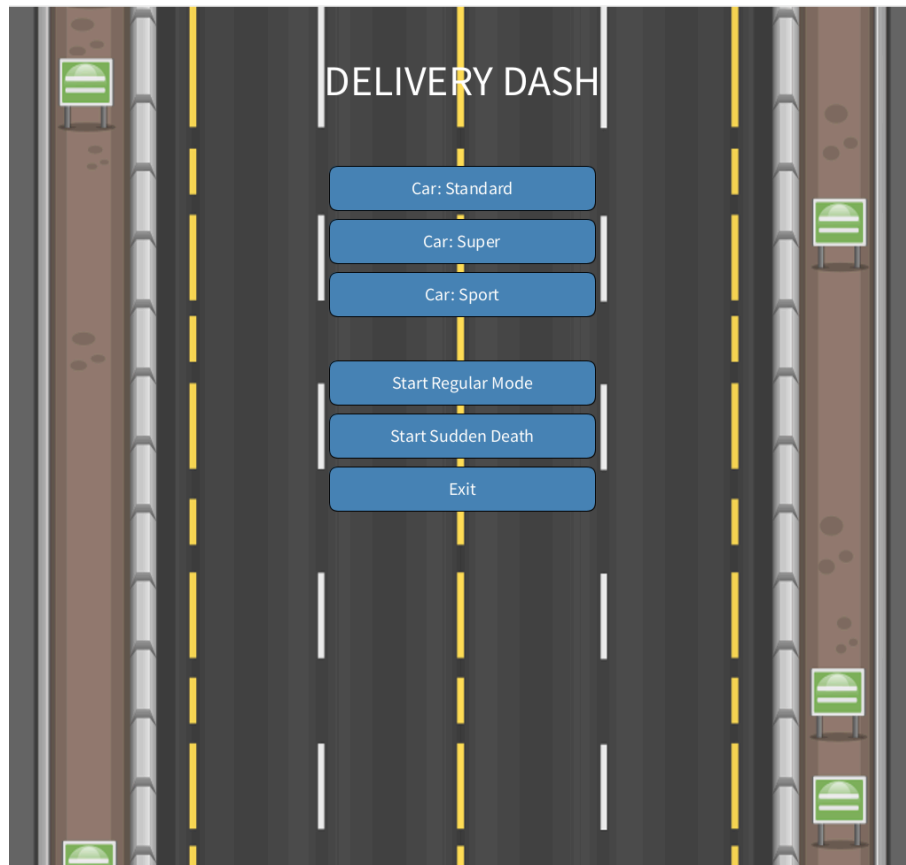 DELIVERY DASH
Car: Standard
Car: Super
Car: Sport
Start Regular Mode
Start Sudden Death
Exit